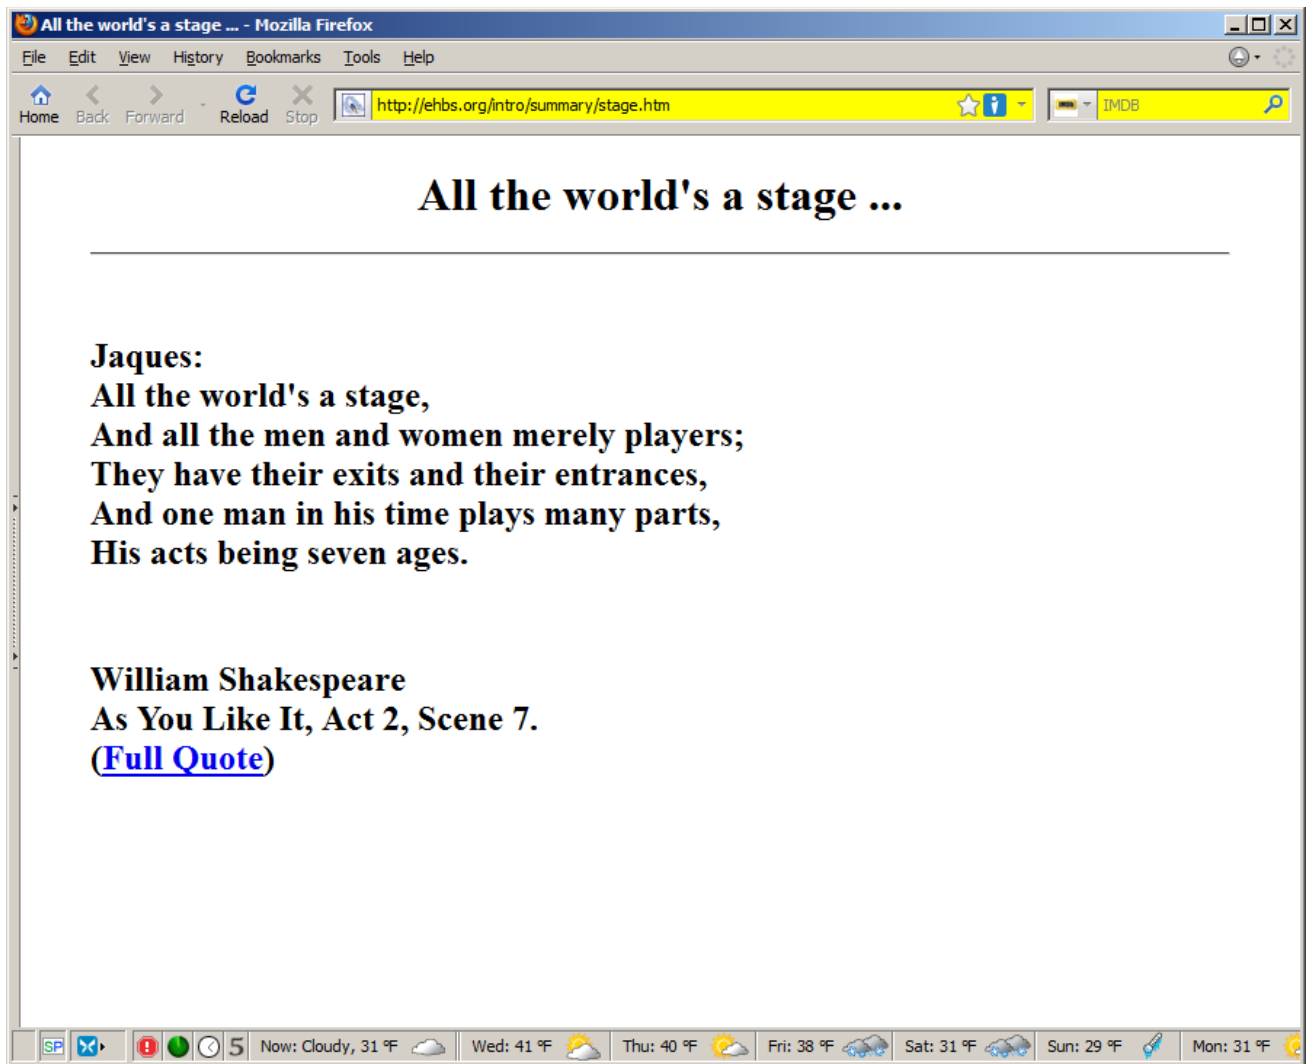 All the world's a stage ... - Mozilla Firefox
File Edit View History Bookmarks Tools Help
Home Back Forward Reload Stop http://ehbs.org/intro/summary/stage.htm IMDB
All the world's a stage ...
Jaques:
All the world's a stage,
And all the men and women merely players;
They have their exits and their entrances,
And one man in his time plays many parts,
His acts being seven ages.
William Shakespeare
As You Like It, Act 2, Scene 7.
(Full Quote)
SP 5 Now: Cloudy, 31 °F Wed: 41 °F Thu: 40 °F Fri: 38 °F Sat: 31 °F Sun: 29 °F Mon: 31 °F